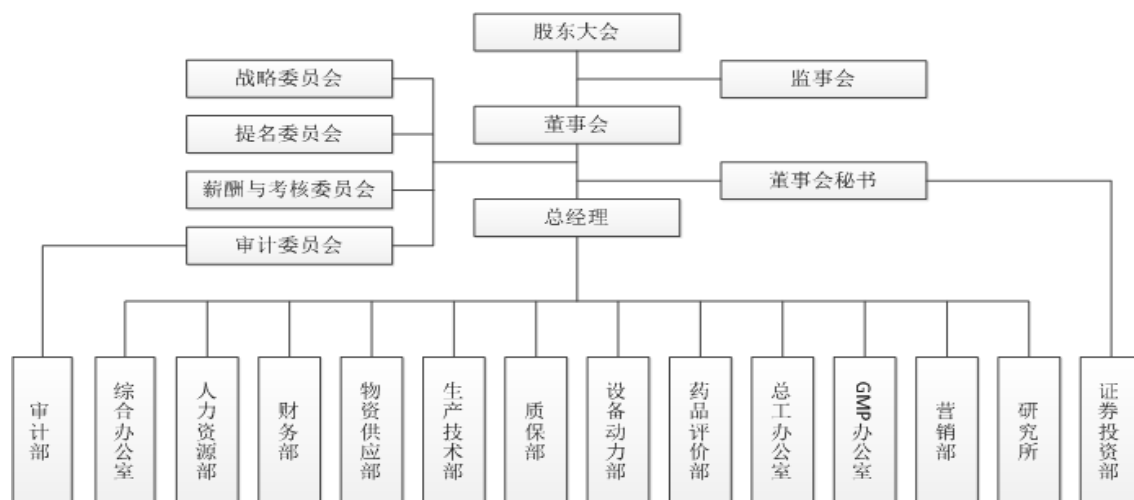 股东大会
战略委员会
监事会
提名委员会
董事会
薪酬与考核委员会
董事会秘书
总经理
审计委员会
审计部
综合办公室
人力资源部
财务部
物资供应部
生产技术部
质保部
设备动力部
药品评价部
总工办公室
GMP办公室
营销部
研究所
证券投资部